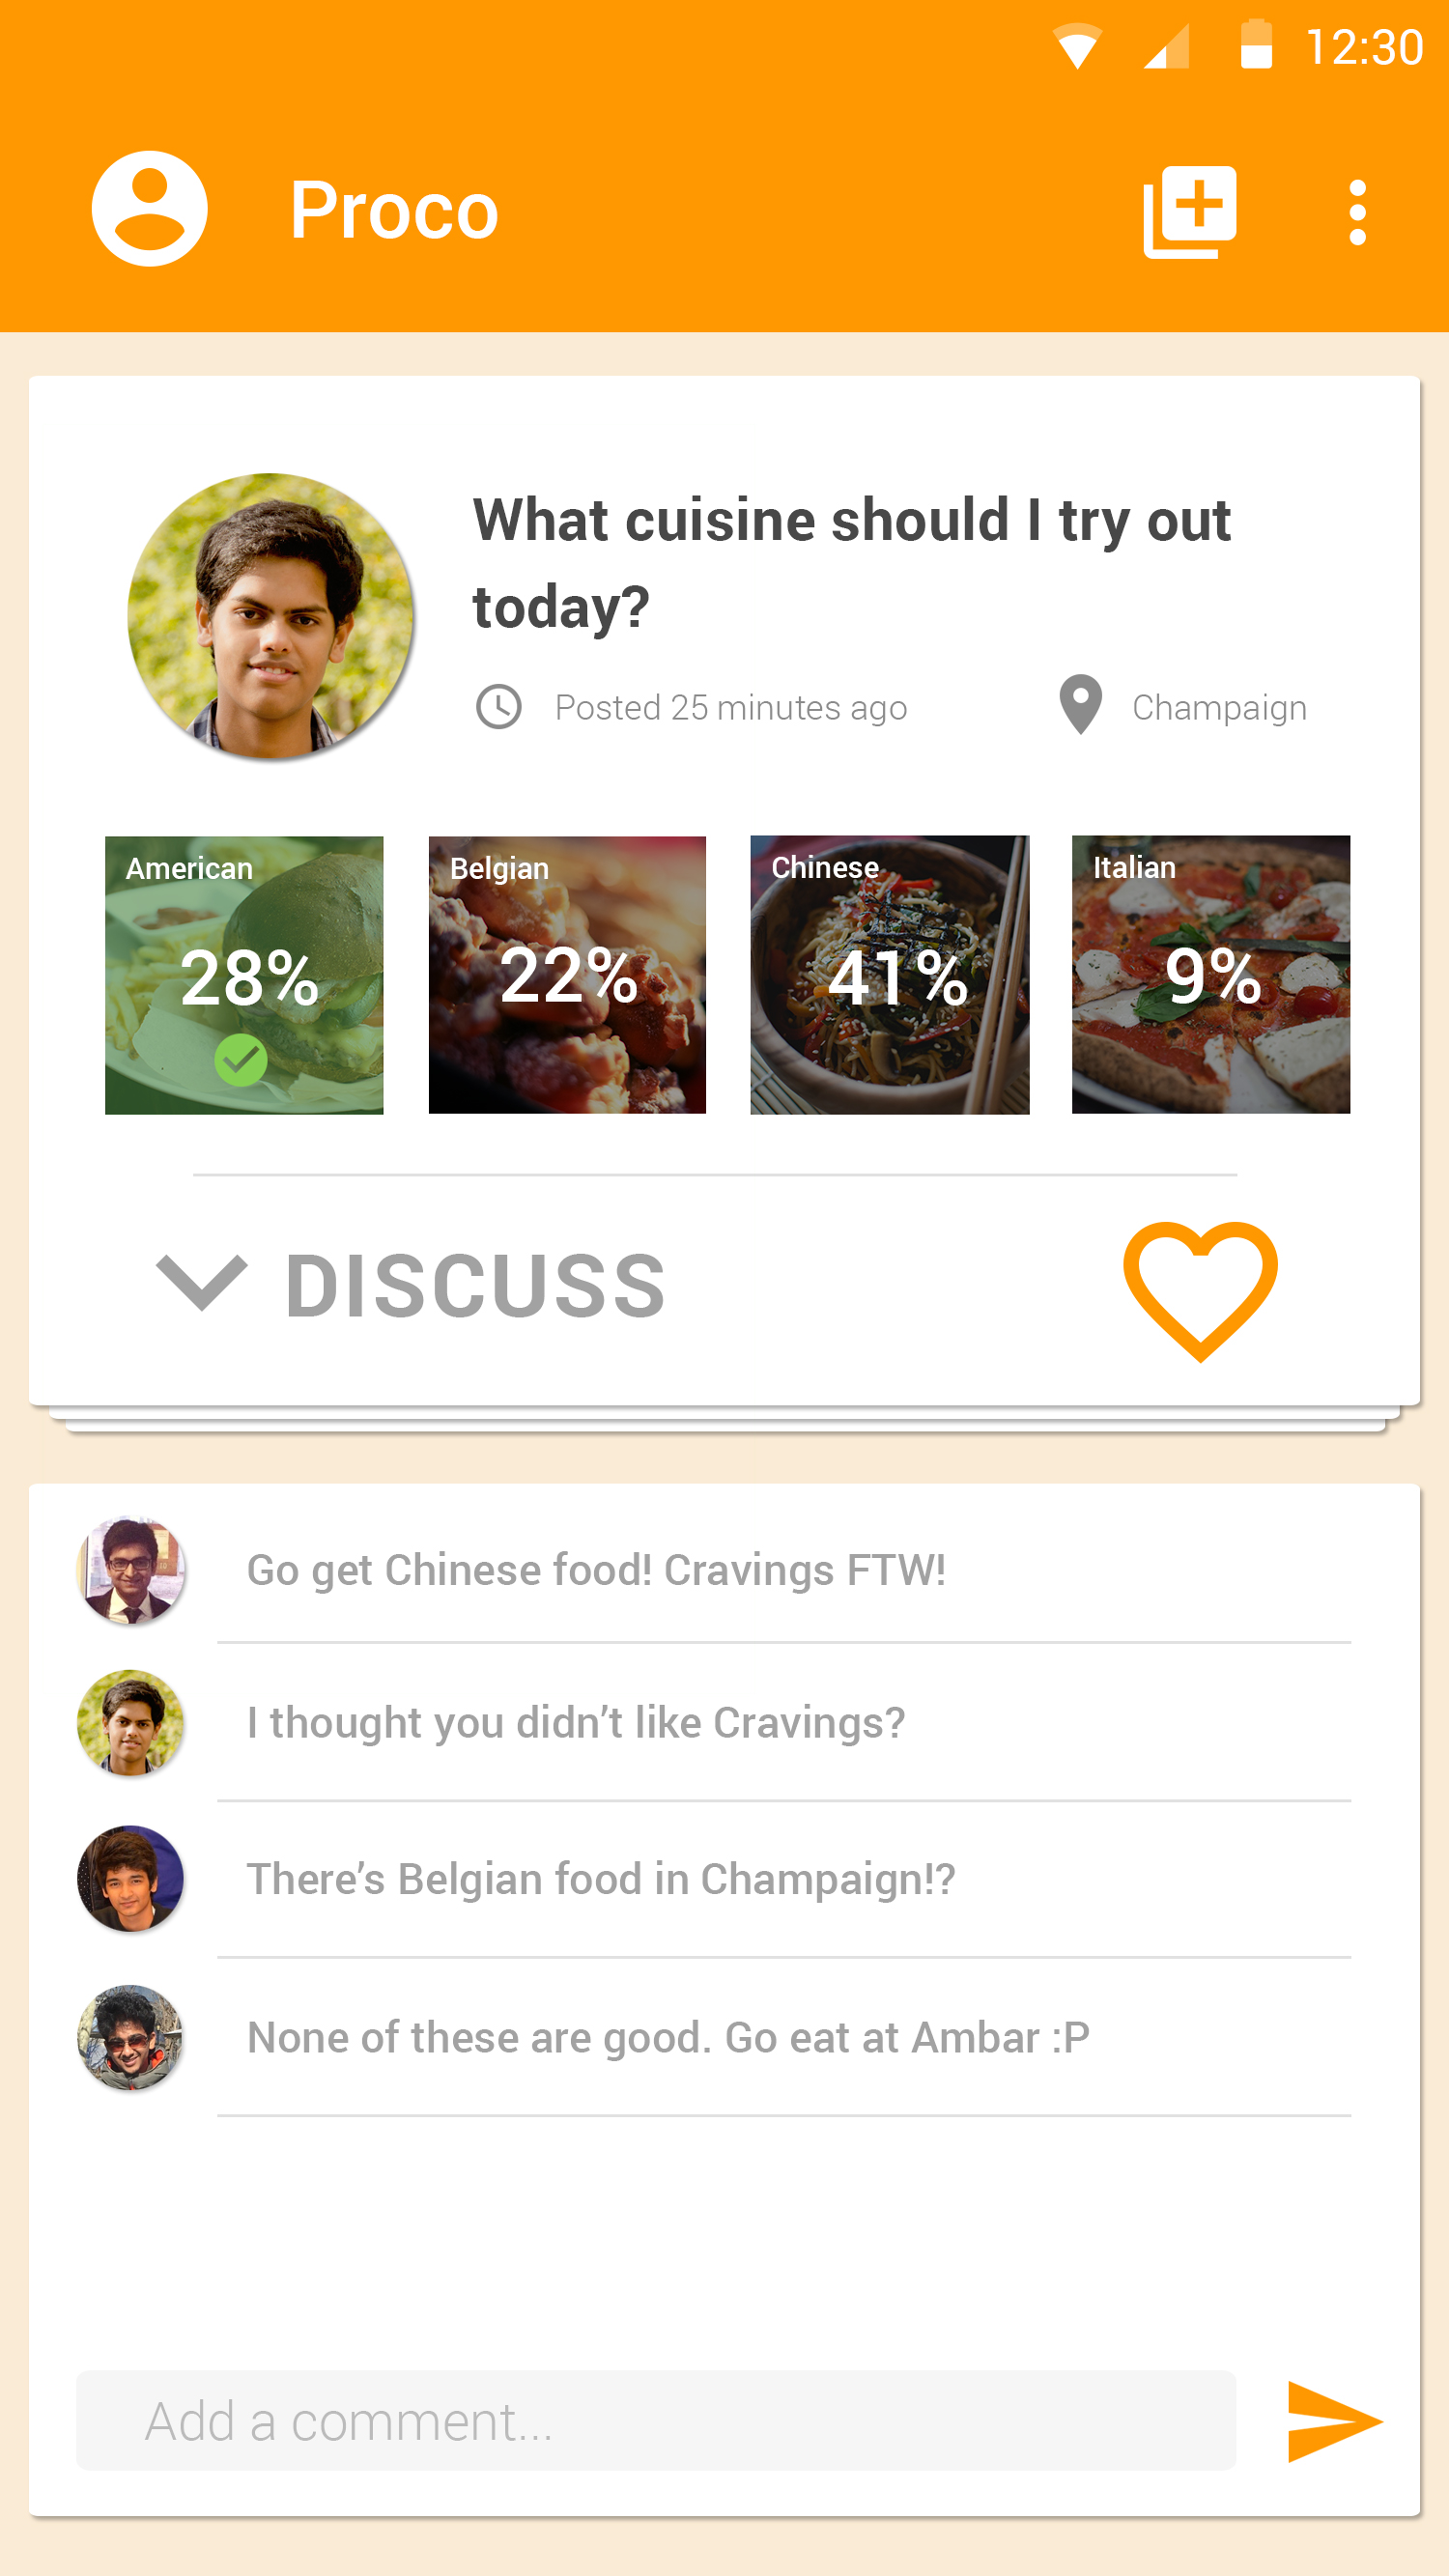 12:30
Proco
What cuisine should I try out
today?
Posted 25 minutes ago
Champaign
American
28%
Belgian
22%
Chinese
41%
Italian
9%
DISCUSS
Go get Chinese food! Cravings FTW!
I thought you didn’t like Cravings?
There’s Belgian food in Champaign!?
None of these are good. Go eat at Ambar :P
Add a comment...